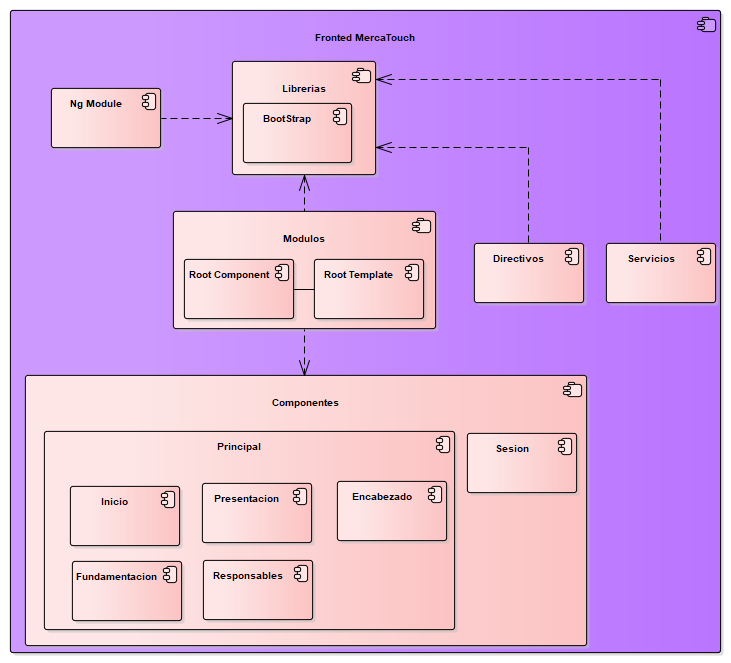 Fronted MercaTouch
Librerias
Ng Module
BootStrap
Modulos
Root Component
Root Template
Directivos
Servicios
Componentes
Principal
Sesion
Inicio
Presentacion
Encabezado
Fundamentacion
Responsables